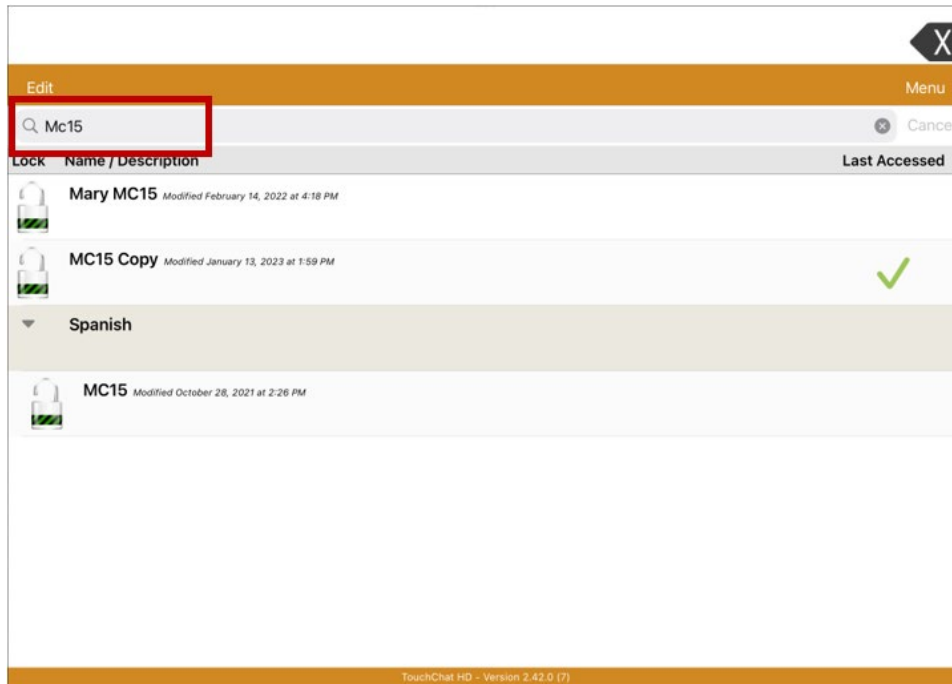 X
Edit Menu
Mc15 Cance
Lock Name / Description Last Accessed
Mary MC15 Modified February 14, 2022 at 4:18 PM
MC15 Copy Modified January 13, 2023 at 1:59 PM
Spanish
MC15 Modified October 28, 2021 at 2:26 PM
TouchChat HD - Version 2.42.0 (7)